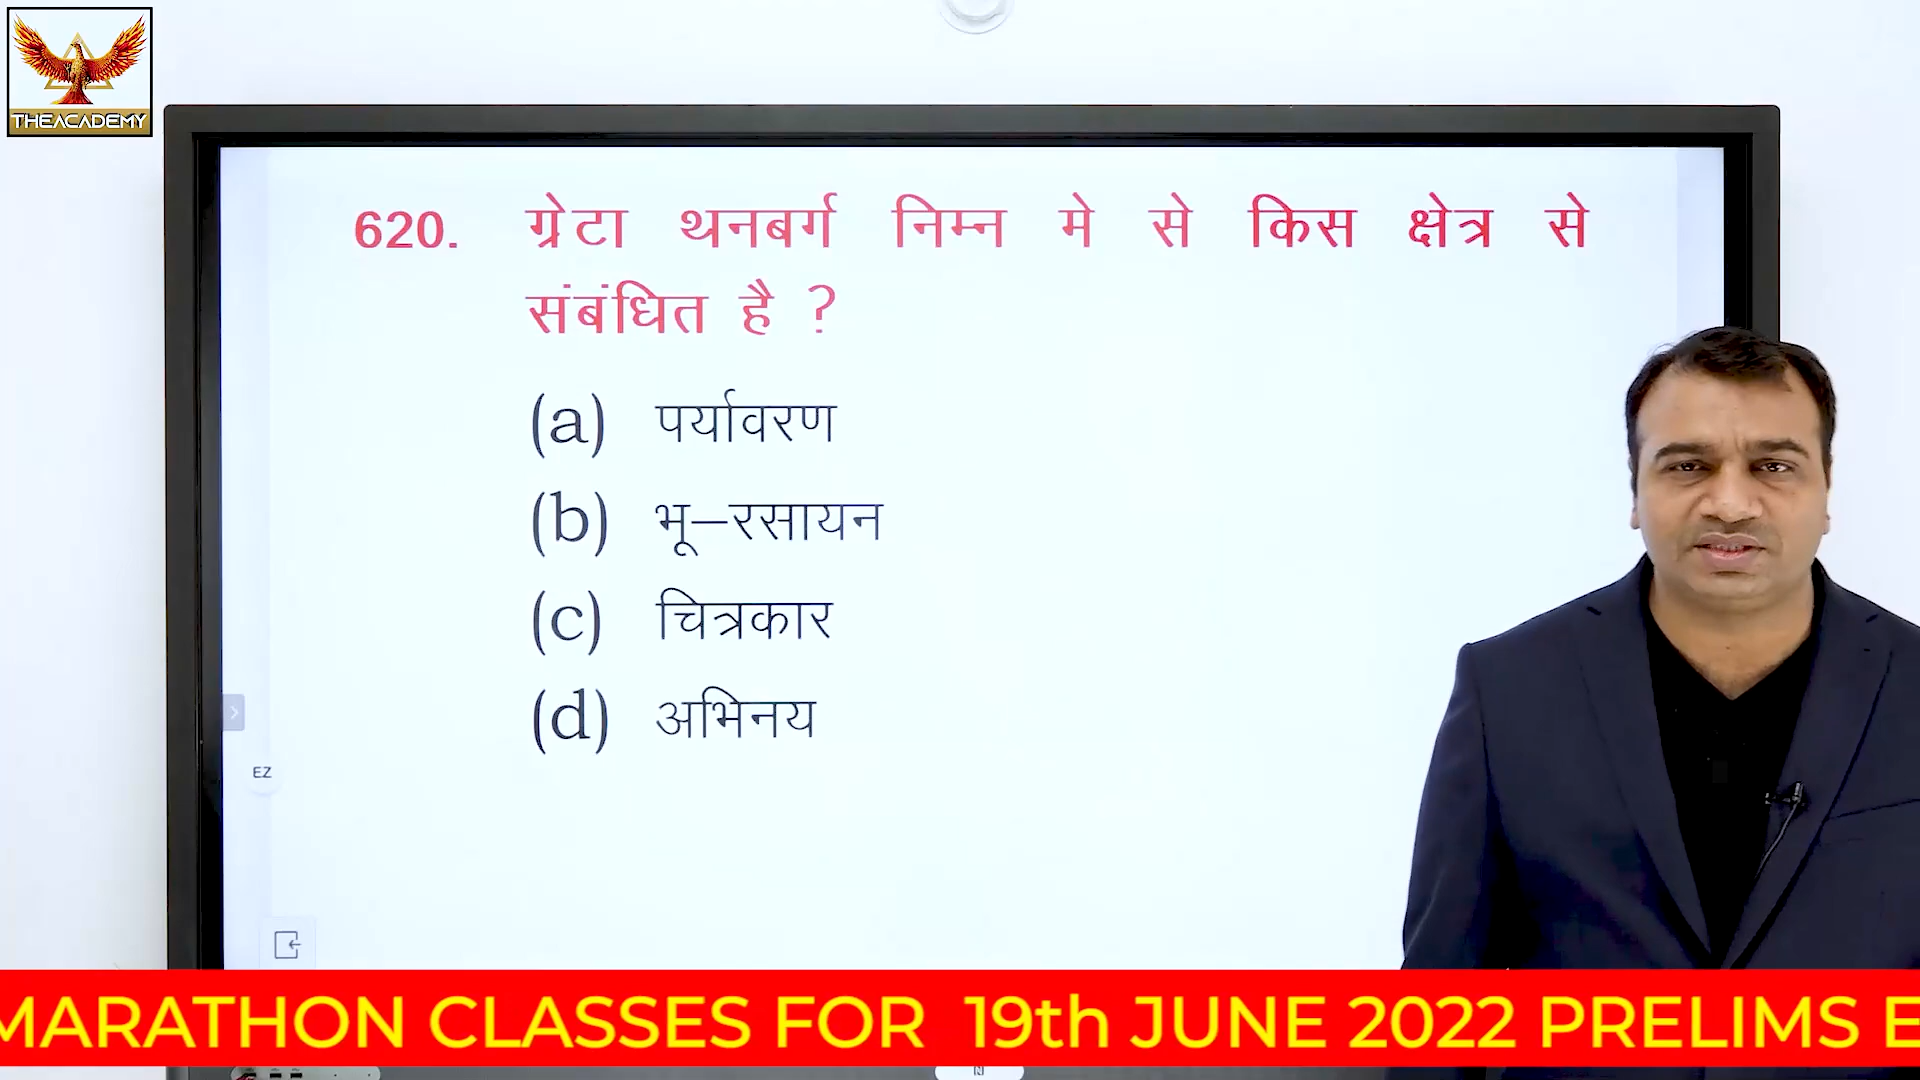 THEACADEMY
620. ग्रेटा थनबर्ग निम्न मे से किस क्षेत्र से
संबंधित है ?
(a) पर्यावरण
(b) भू–रसायन
(c) चित्रकार
(d) अभिनय
EZ
MARATHON CLASSES FOR 19th JUNE 2022 PRELIMS E